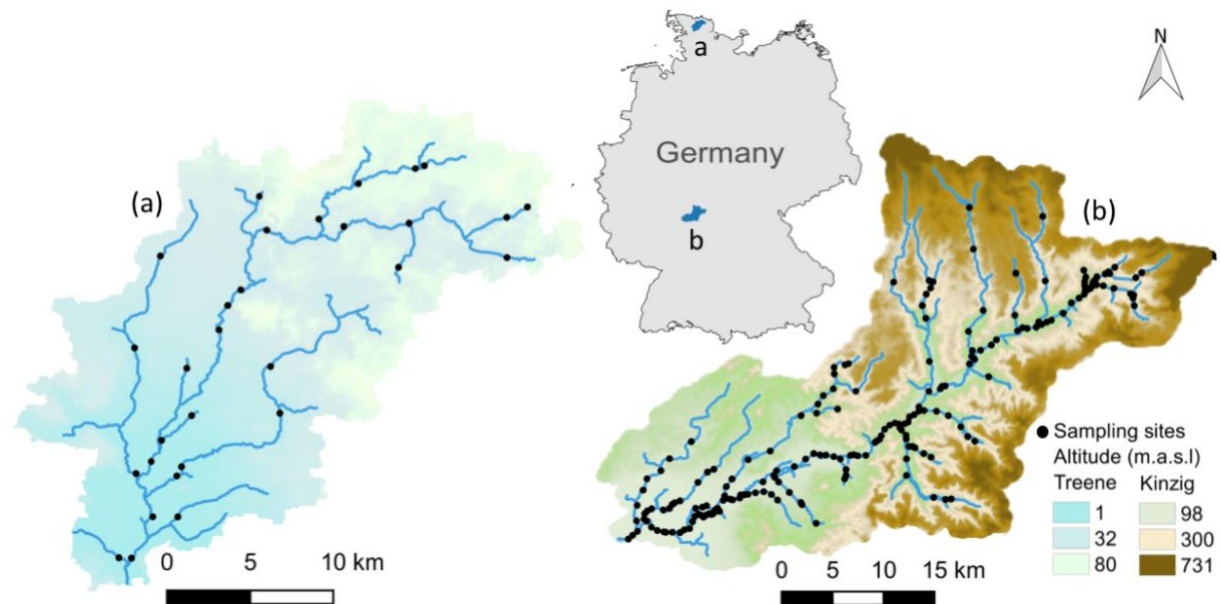 a
N
Germany
(a)
(b)
b
Sampling sites
Altitude (m.a.s.l)
Treene Kinzig
1 98
32 300
80 731
0 5 10 km
0 5 10 15 km